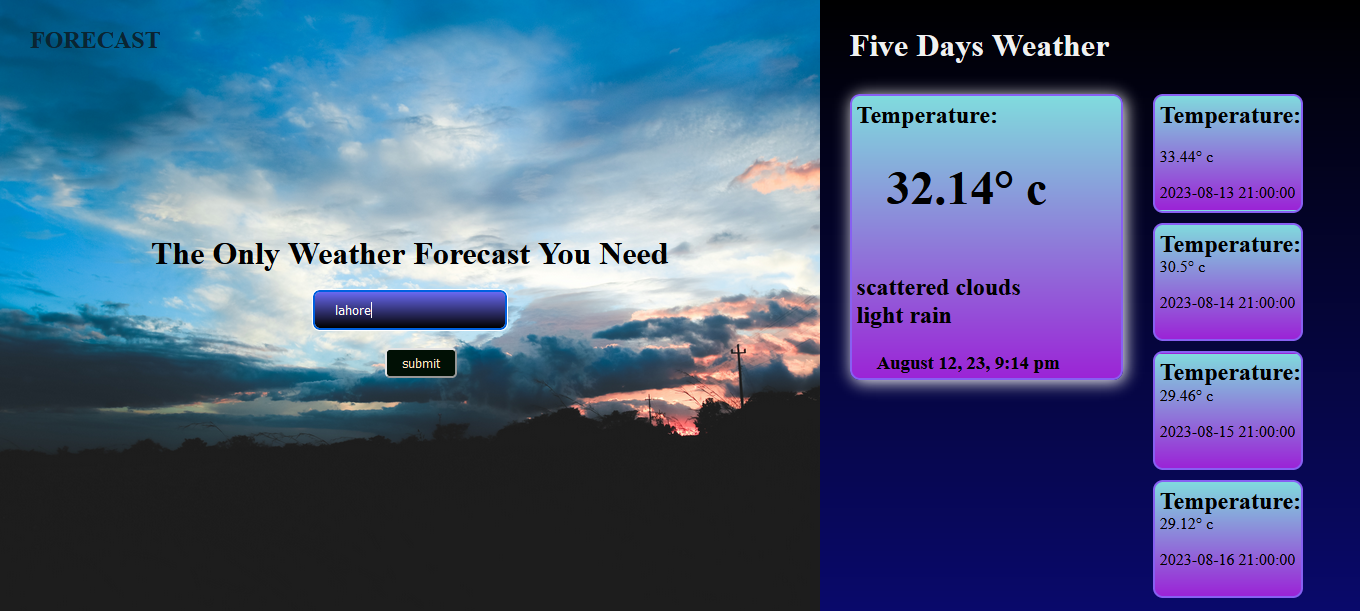 FORECAST
The Only Weather Forecast You Need
lahore
submit
Five Days Weather
Temperature:
32.14° c
scattered clouds
light rain
August 12, 23, 9:14 pm
Temperature:
33.44° c
2023-08-13 21:00:00
Temperature:
30.5° c
2023-08-14 21:00:00
Temperature:
29.46° c
2023-08-15 21:00:00
Temperature:
29.12° c
2023-08-16 21:00:00